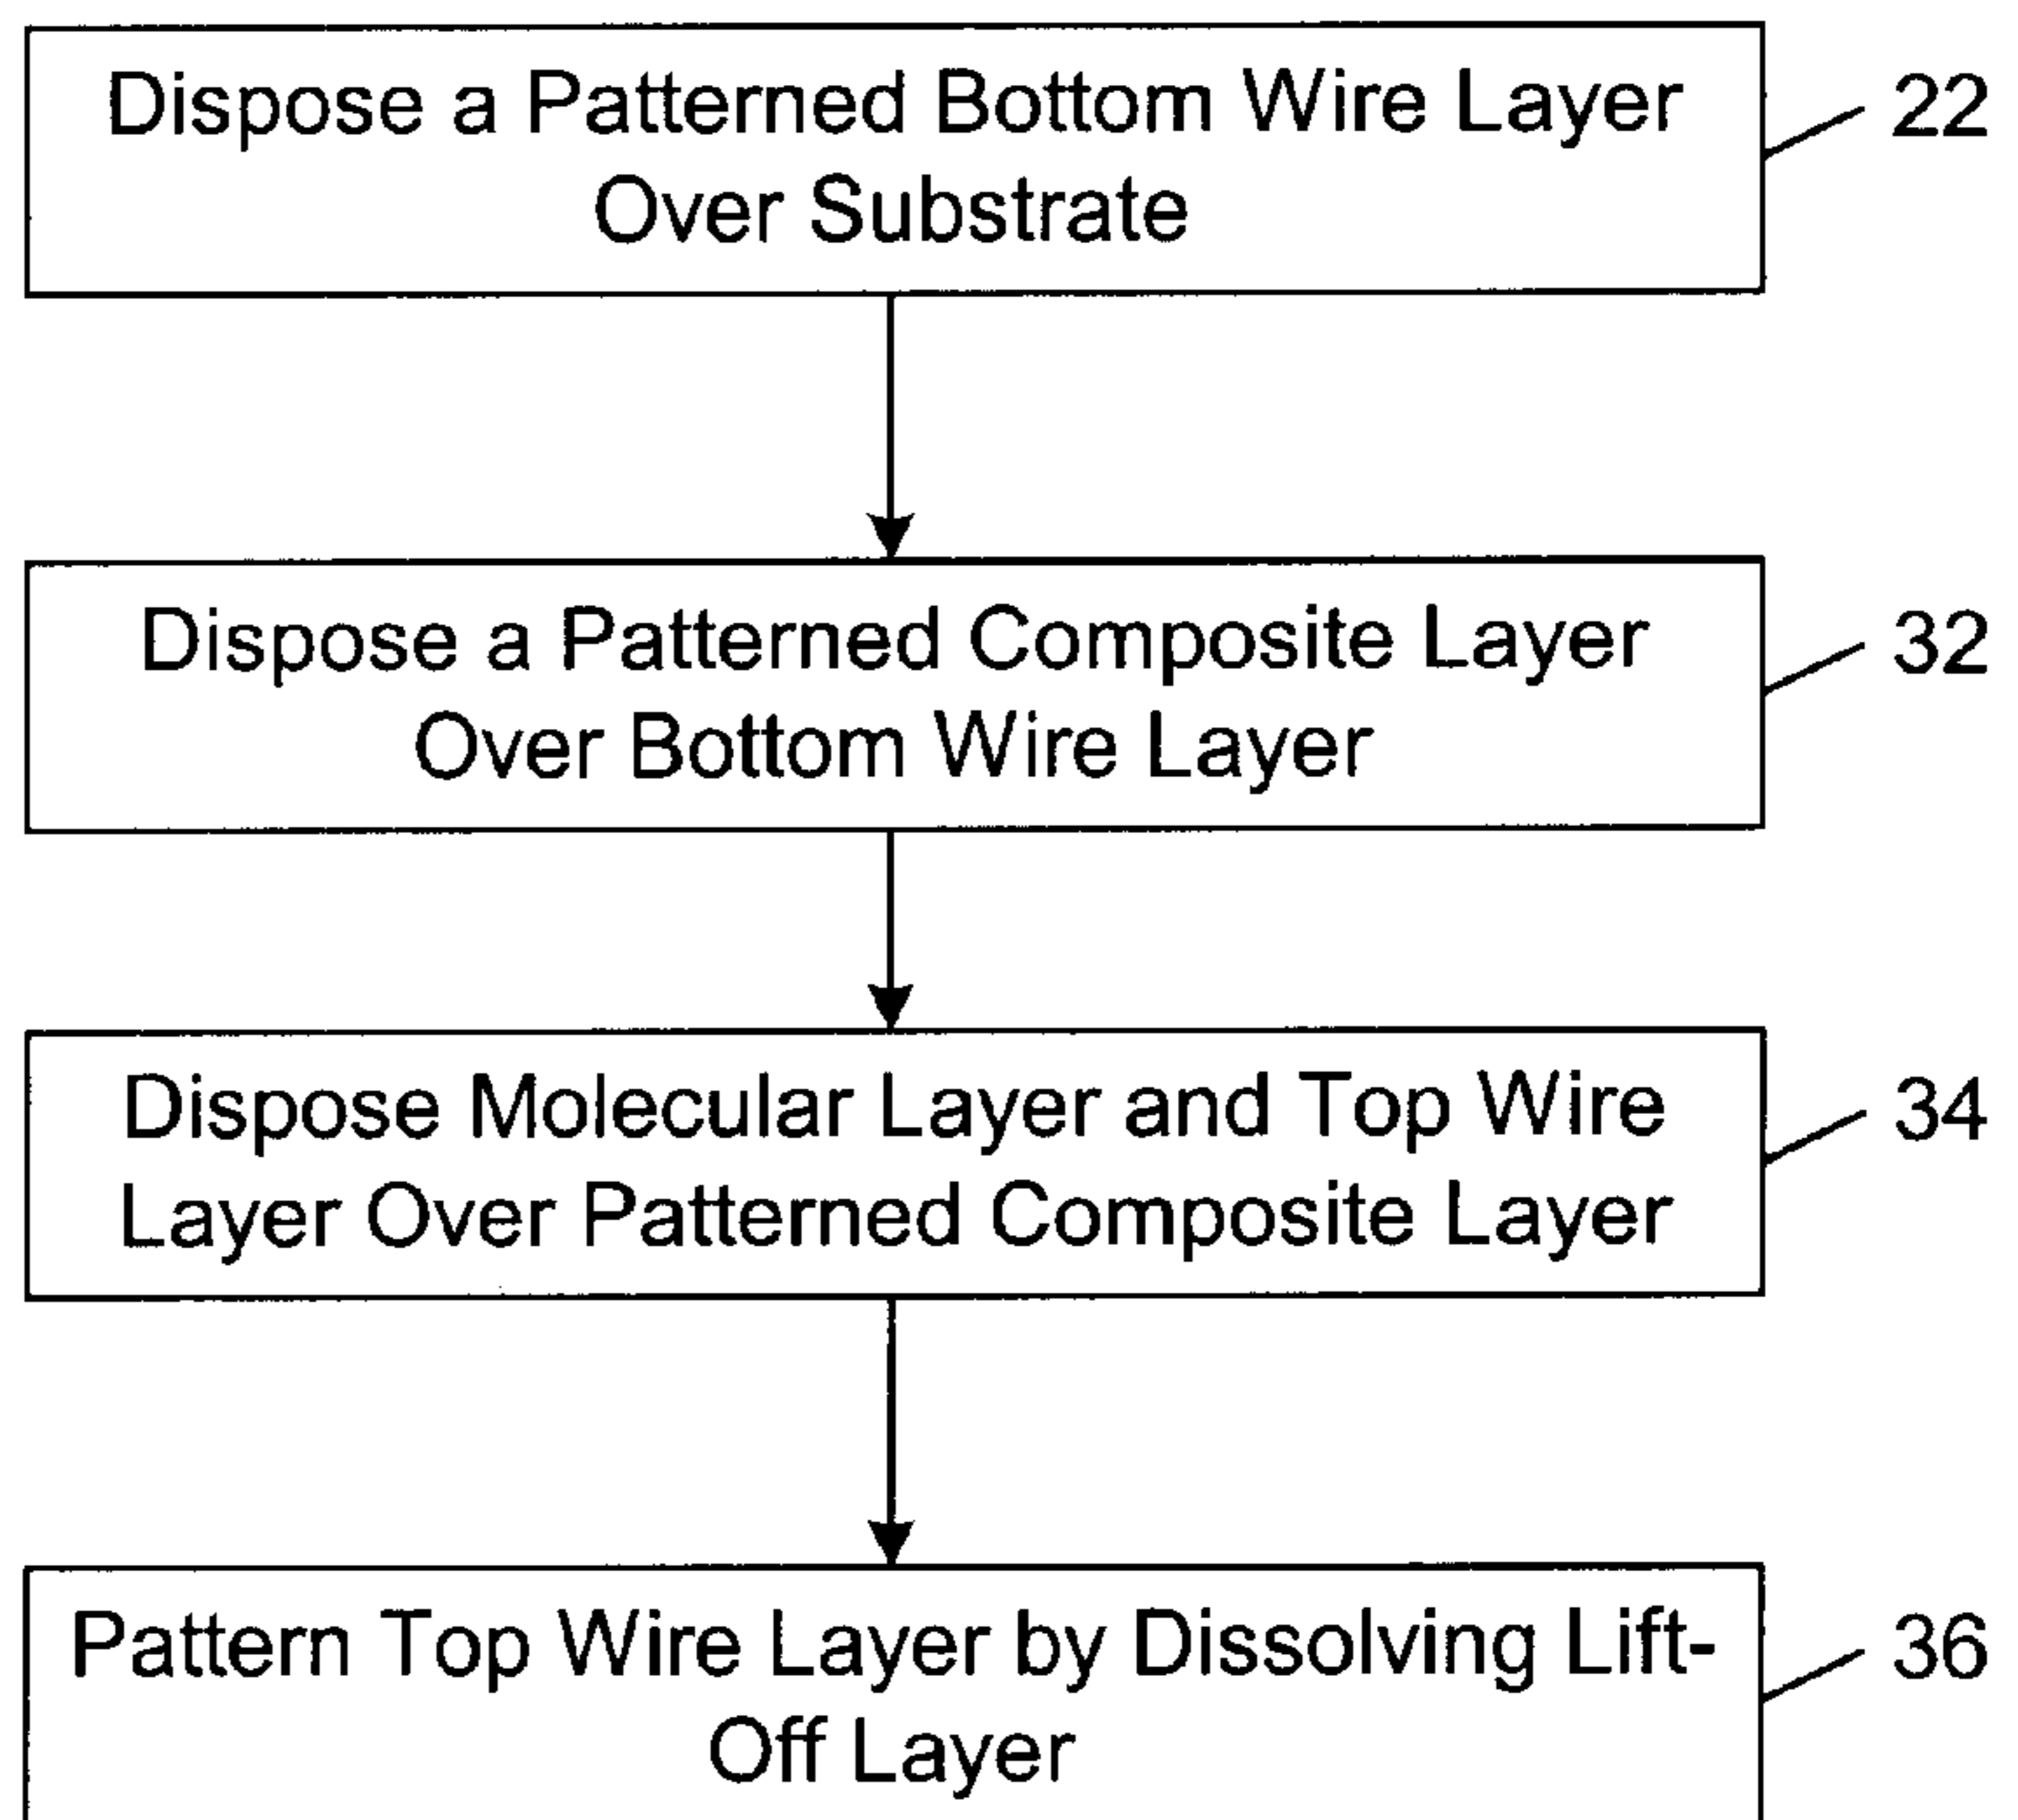 Dispose a Patterned Bottom Wire Layer
Over Substrate
22
Dispose a Patterned Composite Layer
Over Bottom Wire Layer
32
Dispose Molecular Layer and Top Wire
Layer Over Patterned Composite Layer
34
Pattern Top Wire Layer by Dissolving Lift-
Off Layer
36